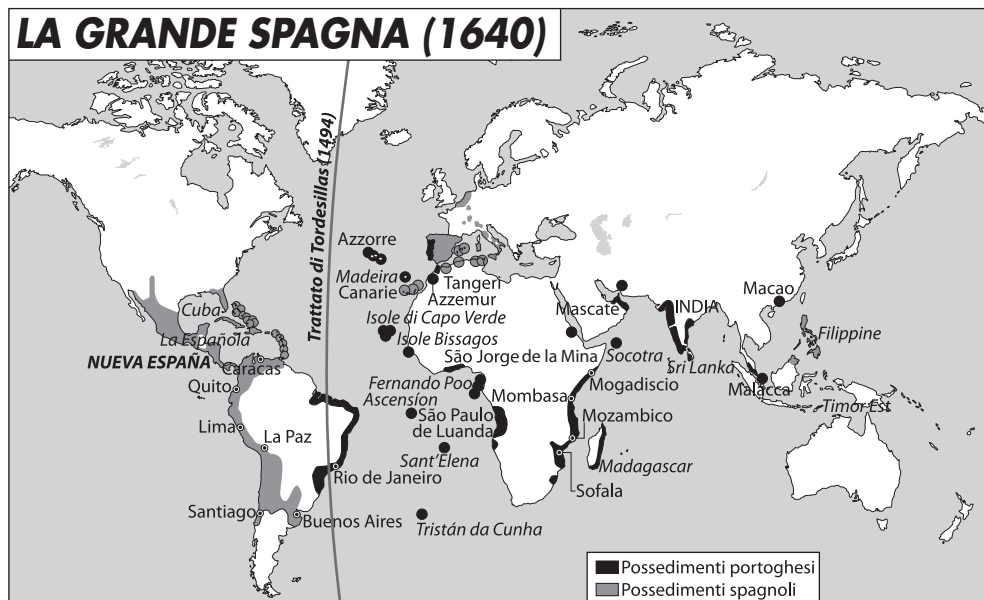 LA GRANDE SPAGNA (1640)
Trattato di Tordesillas (1494)
Azzorre
Madeira
Canarie
Tangeri
Azzemur
Isole di Capo Verde
Isole Bissagos
São Jorge de la Mina
Fernando Poo
Ascensíon
São Paulo
de Luanda
Sant'Elena
Tristán da Cunha
Cuba
La Española
NUEVA ESPAÑA
Caracas
Quito
Lima
La Paz
Rio de Janeiro
Santiago
Buenos Aires
Mascate
INDIA
Macao
Filippine
Socotra
Sri Lanka
Mogadiscio
Malacca
Mombasa
Timor Est
Mozambico
Madagascar
Sofala
Possedimenti portoghesi
Possedimenti spagnoli